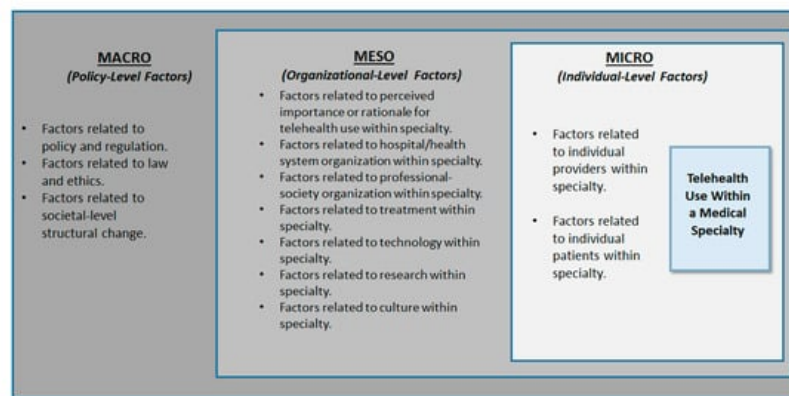 MACRO
(Policy-Level Factors)
• Factors related to
policy and regulation.
• Factors related to law
and ethics.
• Factors related to
societal-level
structural change.
MESO
(Organizational-Level Factors)
• Factors related to perceived
importance or rationale for
telehealth use within specialty.
• Factors related to hospital/health
system organization within specialty.
• Factors related to professional-
society organization within specialty.
• Factors related to treatment within
specialty.
• Factors related to technology within
specialty.
• Factors related to research within
specialty.
• Factors related to culture within
specialty.
MICRO
(Individual-Level Factors)
• Factors related
to individual
providers within
specialty.
• Factors related
to individual
patients within
specialty.
Telehealth
Use Within
a Medical
Specialty